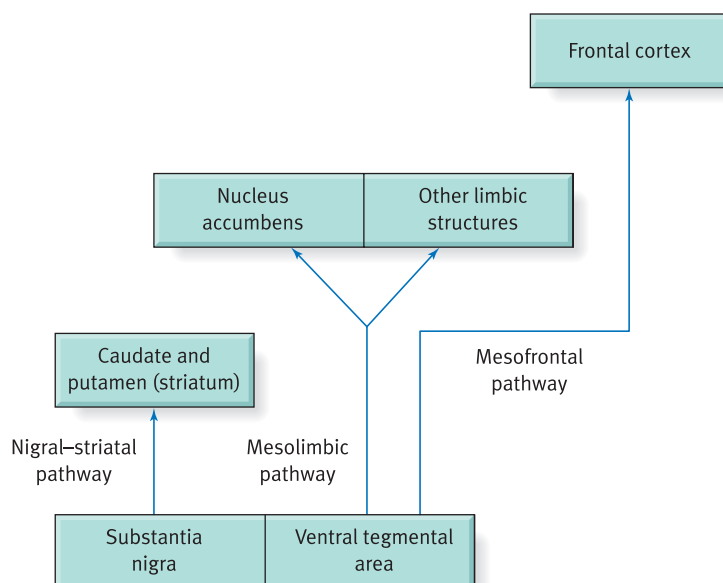 Frontal cortex
Nucleus
accumbens
Other limbic
structures
Caudate and
putamen (striatum)
Mesofrontal
pathway
Nigral–striatal
pathway
Mesolimbic
pathway
Substantia
nigra
Ventral tegmental
area